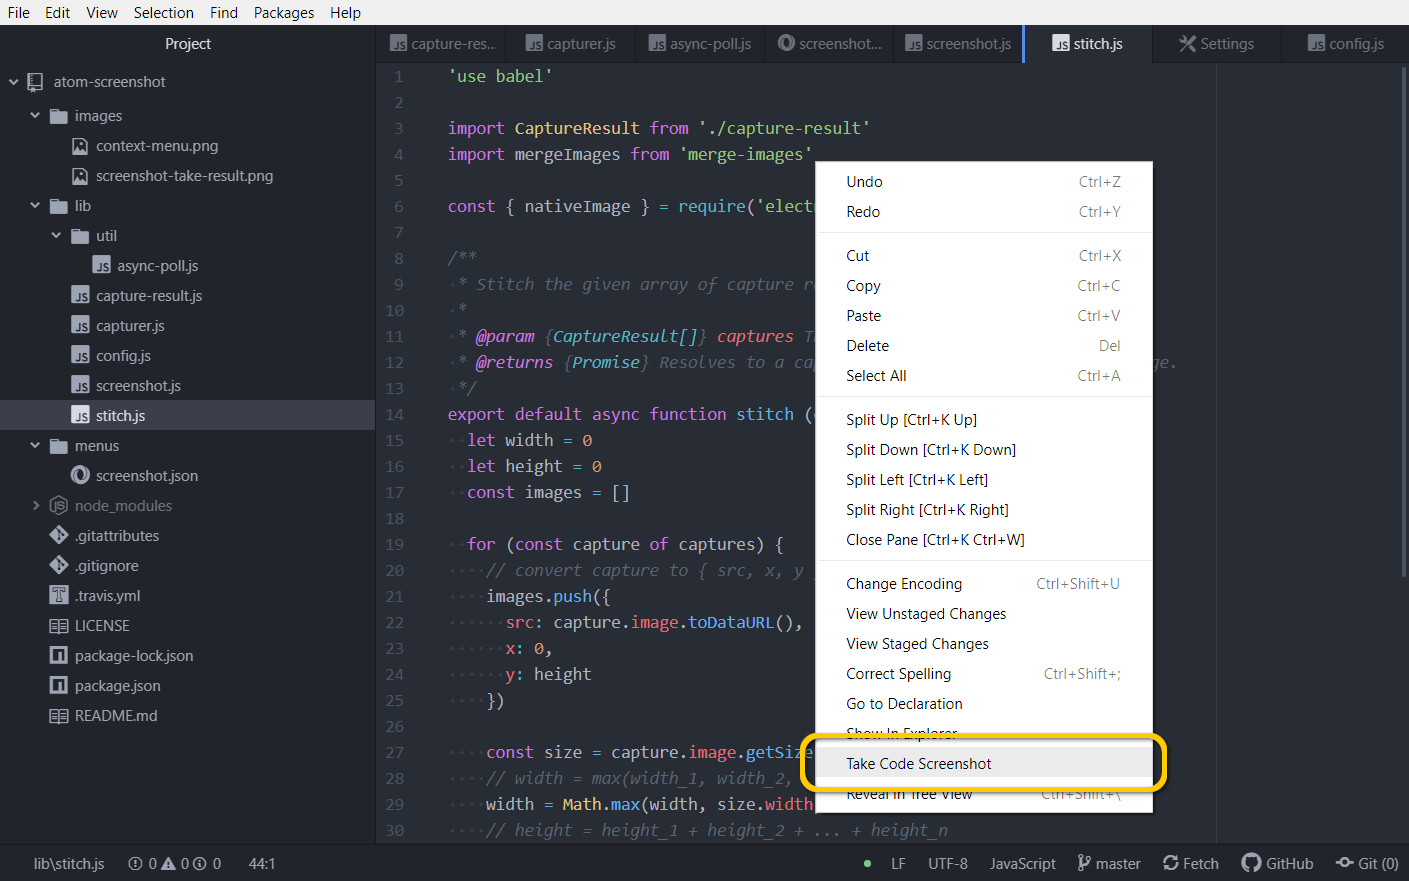 File Edit View Selection Find Packages Help
Project
atom-screenshot
images
context-menu.png
screenshot-take-result.png
lib
util
async-poll.js
capture-result.js
capturer.js
config.js
screenshot.js
stitch.js
menus
screenshot.json
node_modules
.gitattributes
.gitignore
.travis.yml
LICENSE
package-lock.json
package.json
README.md
capture-res... capturer.js async-poll.js screenshot.... screenshot.js stitch.js Settings config.js
1 'use babel'
2
3 import CaptureResult from './capture-result'
4 import mergeImages from 'merge-images'
5
6 const { nativeImage } = require('elect
7
8 /**
9 * Stitch the given array of capture r
10 *
11 * @param {CaptureResult[]} captures T
12 * @returns {Promise} Resolves to a cap ge.
13 */
14 export default async function stitch (
15 let width = 0
16 let height = 0
17 const images = []
18
19 for (const capture of captures) {
20 // convert capture to { src, x, y
21 images.push({
22 src: capture.image.toDataURL(),
23 x: 0,
24 y: height
25 })
26
27 const size = capture.image.getSize
28 // width = max(width_1, width_2,
29 width = Math.max(width, size.width
30 // height = height_1 + height_2 + ... + height_n
Undo Ctrl+Z
Redo Ctrl+Y
Cut Ctrl+X
Copy Ctrl+C
Paste Ctrl+V
Delete Del
Select All Ctrl+A
Split Up [Ctrl+K Up]
Split Down [Ctrl+K Down]
Split Left [Ctrl+K Left]
Split Right [Ctrl+K Right]
Close Pane [Ctrl+K Ctrl+W]
Change Encoding Ctrl+Shift+U
View Unstaged Changes
View Staged Changes
Correct Spelling Ctrl+Shift+;
Go to Declaration
Show In Explorer
Take Code Screenshot
Reveal In Tree View Ctrl+Shift+\
lib\stitch.js 0 0 0 44:1 LF UTF-8 JavaScript master Fetch GitHub Git (0)